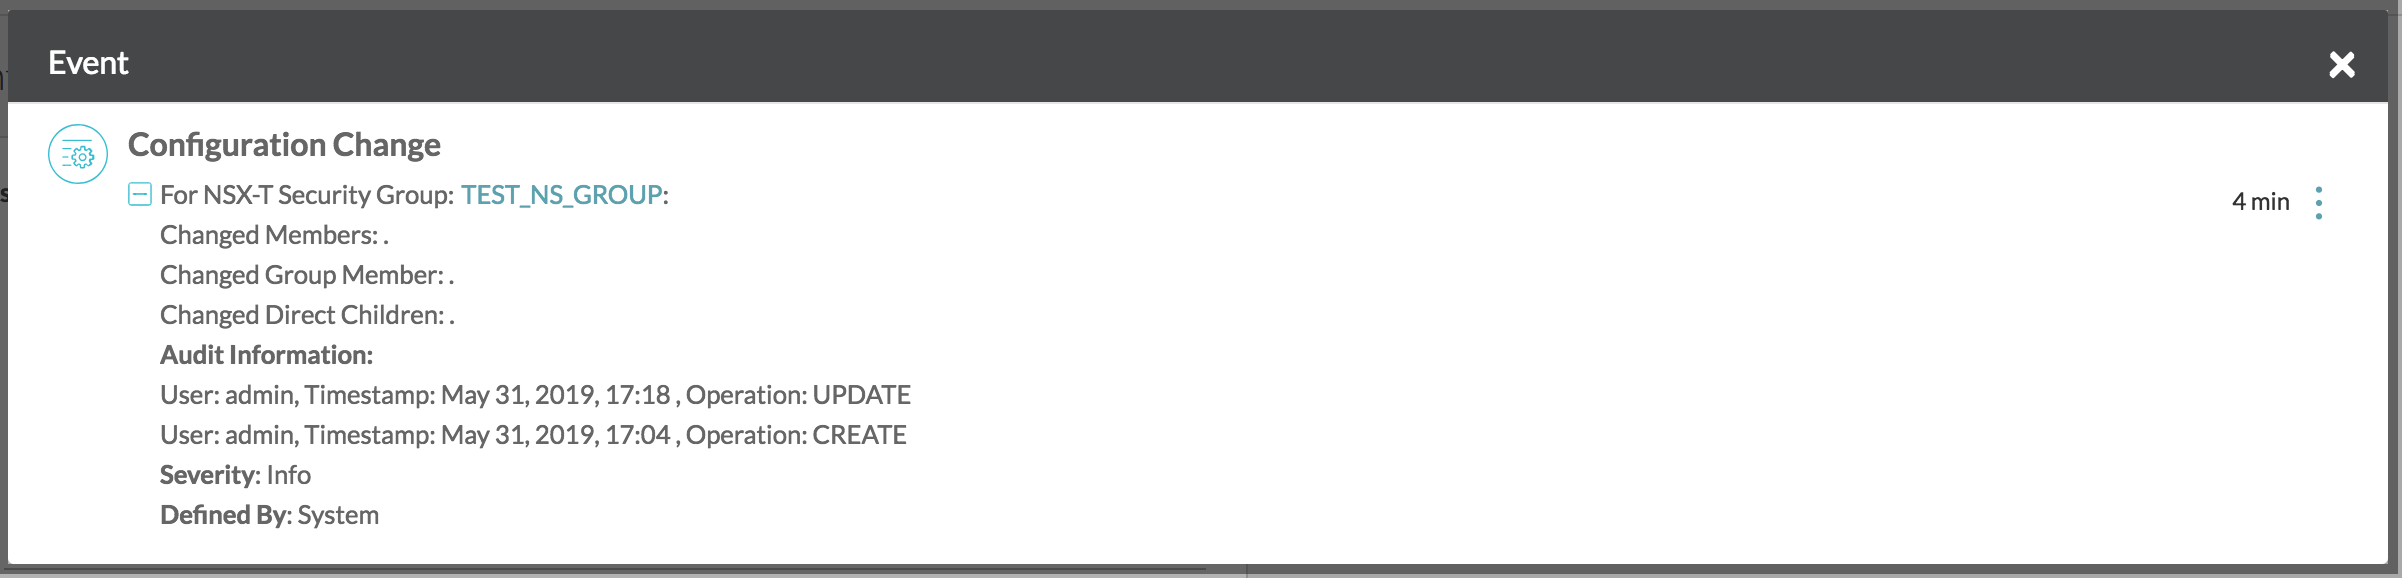 Event
Configuration Change
For NSX-T Security Group: TEST_NS_GROUP:
4 min
Changed Members: .
Changed Group Member: .
Changed Direct Children: .
Audit Information:
User: admin, Timestamp: May 31, 2019, 17:18 , Operation: UPDATE
User: admin, Timestamp: May 31, 2019, 17:04 , Operation: CREATE
Severity: Info
Defined By: System